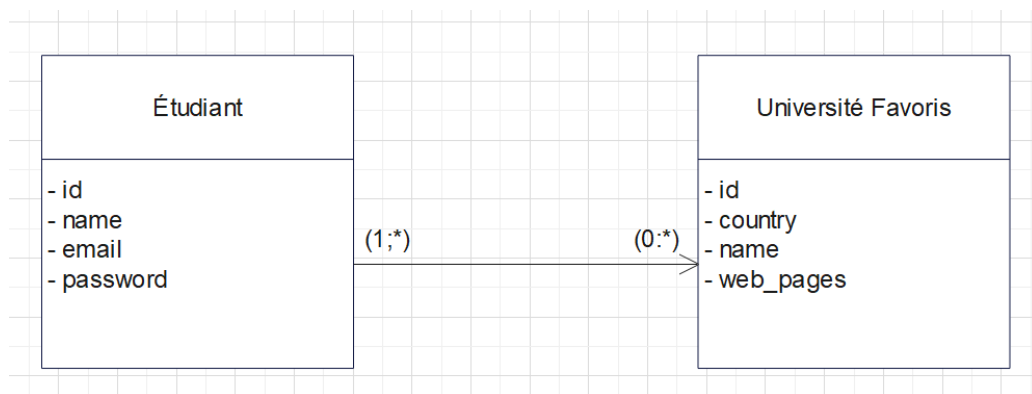 Étudiant
- id
- name
- email
- password
(1;*)
(0:*)
Université Favoris
- id
- country
- name
- web_pages